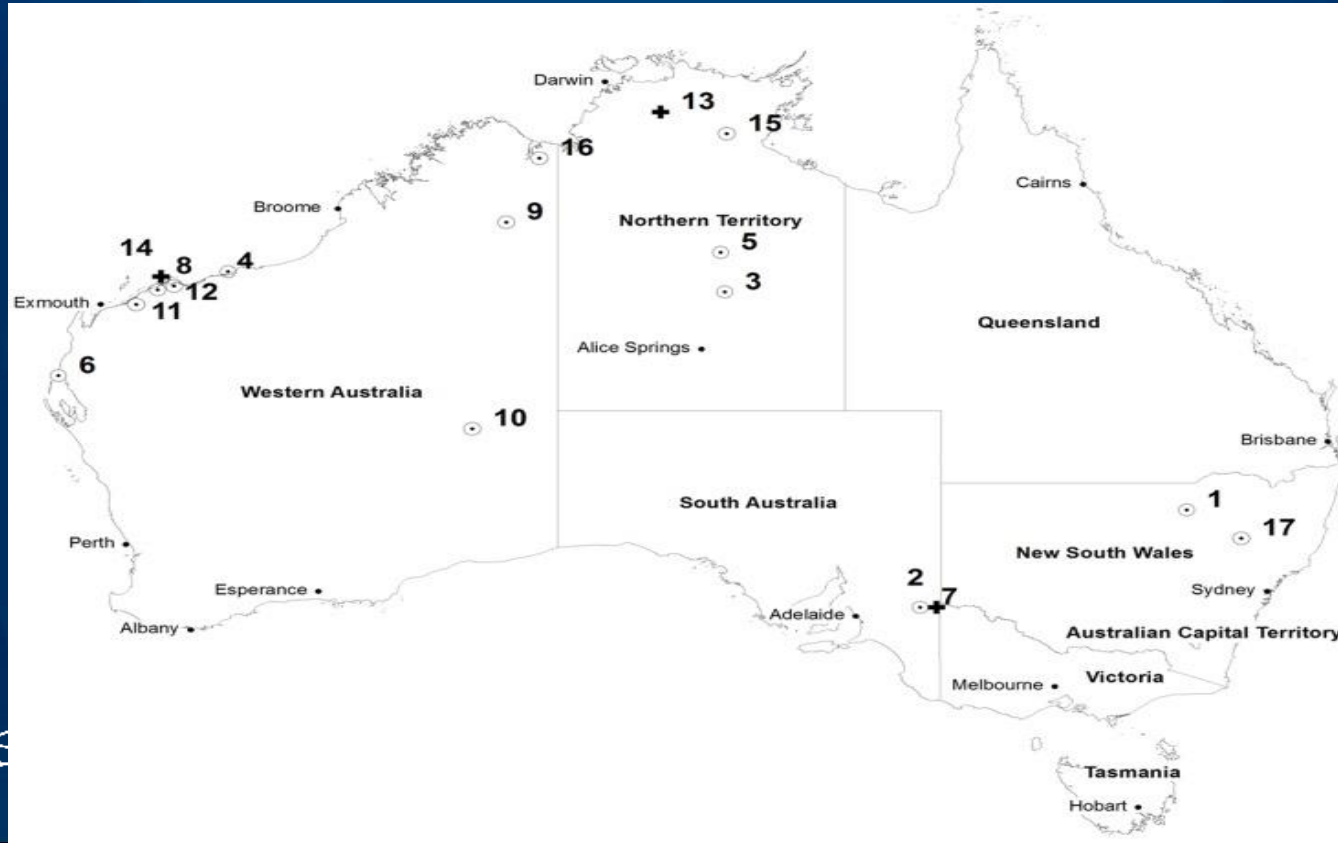 Darwin
13
15
16
Cairns
Broome
9
Northern Territory
5
14
8
4
3
12
Exmouth
11
Queensland
Alice Springs
6
Western Australia
10
Brisbane
South Australia
1
17
Perth
New South Wales
Esperance
2
7
Sydney
Adelaide
Albany
Australian Capital Territory
Victoria
Melbourne
Tasmania
Hobart